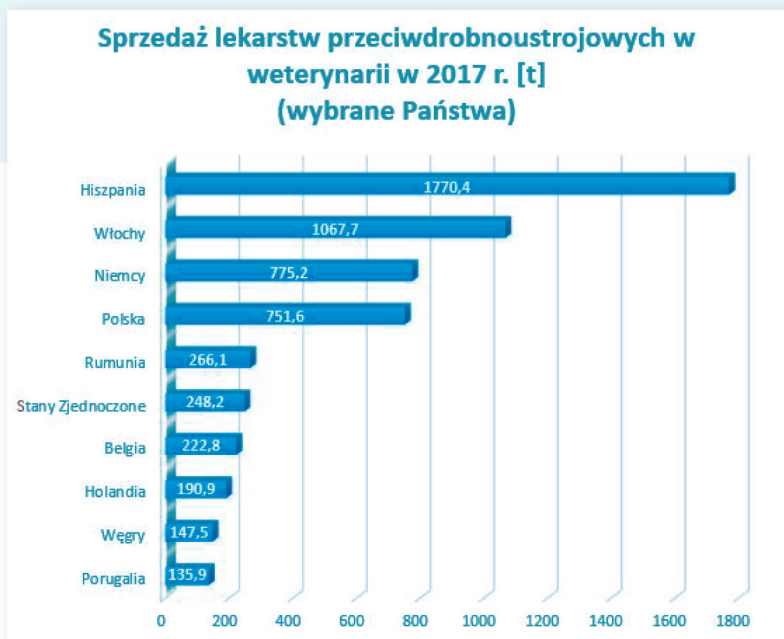 Sprzedaż lekarstw przeciwdrobnoustrojowych w
weterynarii w 2017 r. [t]
(wybrane Państwa)
Hiszpania 1770,4
Włochy 1067,7
Niemcy 775,2
Polska 751,6
Rumunia 266,1
Stany Zjednoczone 248,2
Belgia 222,8
Holandia 190,9
Węgry 147,5
Porugalia 135,9
0 200 400 600 800 1000 1200 1400 1600 1800